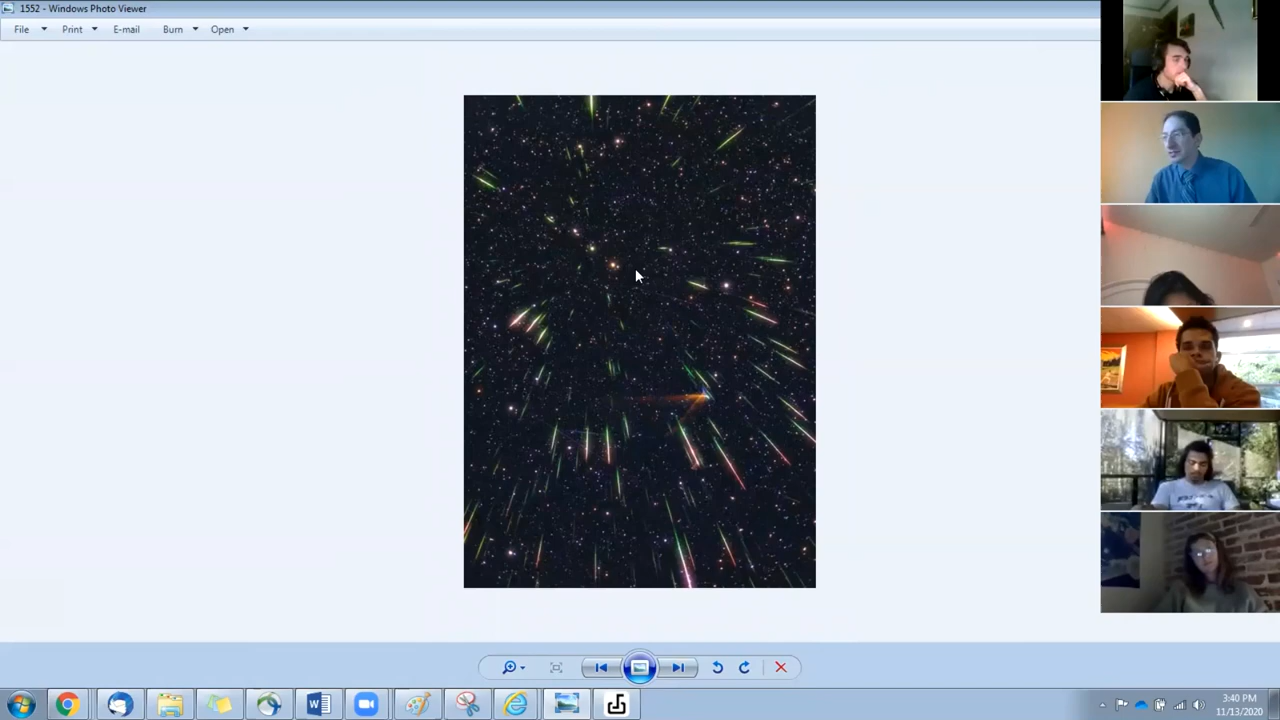 1552 - Windows Photo Viewer
File Print E-mail Burn Open
3:40 PM
11/13/2020